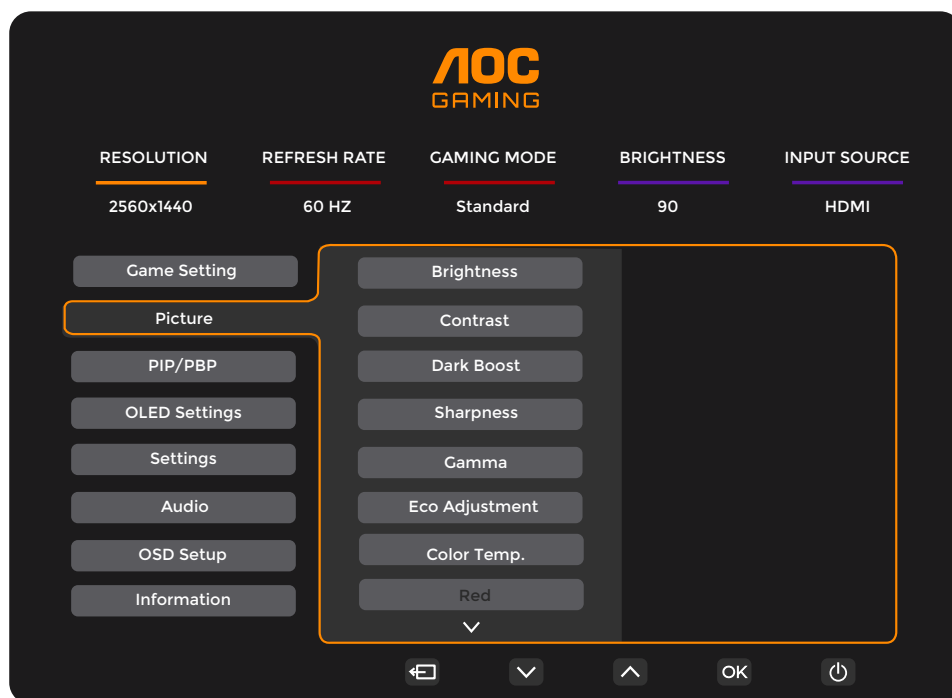 AOC
GAMING
RESOLUTION REFRESH RATE GAMING MODE BRIGHTNESS INPUT SOURCE
2560x1440 60 HZ Standard 90 HDMI
Game Setting
Picture
PIP/PBP
OLED Settings
Settings
Audio
OSD Setup
Information
Brightness
Contrast
Dark Boost
Sharpness
Gamma
Eco Adjustment
Color Temp.
Red
OK